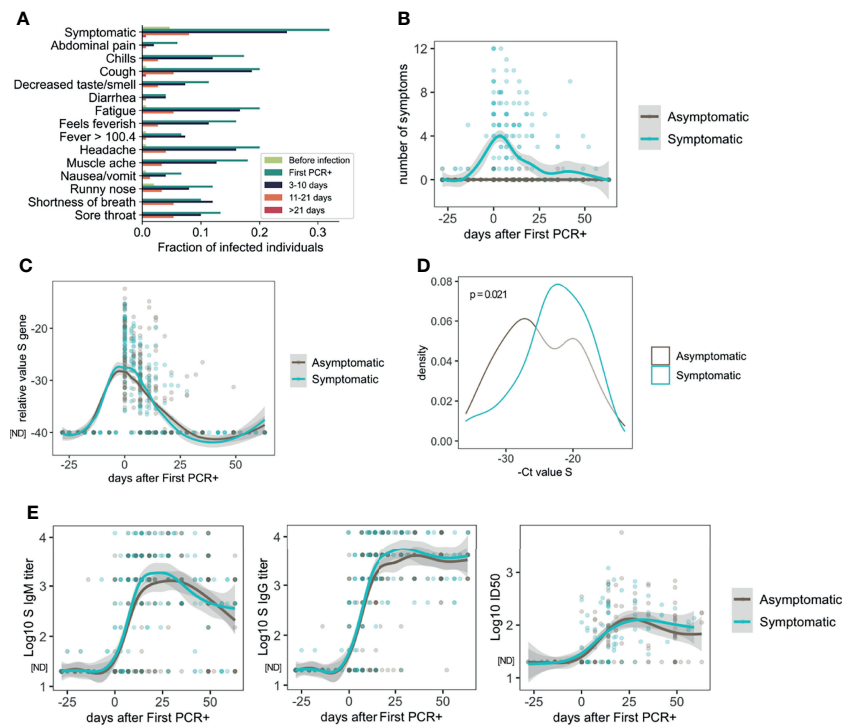 A
Symptomatic
Abdominal pain
Chills
Cough
Decreased taste/smell
Diarrhea
Fatigue
Feels feverish
Fever > 100.4
Headache
Muscle ache
Nausea/vomit
Runny nose
Shortness of breath
Sore throat
Before infection
First PCR+
3-10 days
11-21 days
>21 days
0.0 0.1 0.2 0.3
Fraction of infected individuals
B
12
8
4
0
number of symptoms
-25 0 25 50
days after First PCR+
Asymptomatic
Symptomatic
C
-20
-30
[ND] -40
relative value S gene
-25 0 25 50
days after First PCR+
Asymptomatic
Symptomatic
D
p = 0.021
0.08
0.06
0.04
0.02
0.00
density
-30 -20
-Ct value S
Asymptomatic
Symptomatic
E
4
3
2
[ND]
1
Log10 S IgM titer
-25 0 25 50
days after First PCR+
4
3
2
[ND]
1
Log10 S IgG titer
-25 0 25 50
days after First PCR+
3
2
[ND]
1
Log10 ID50
-25 0 25 50
days after First PCR+
Asymptomatic
Symptomatic